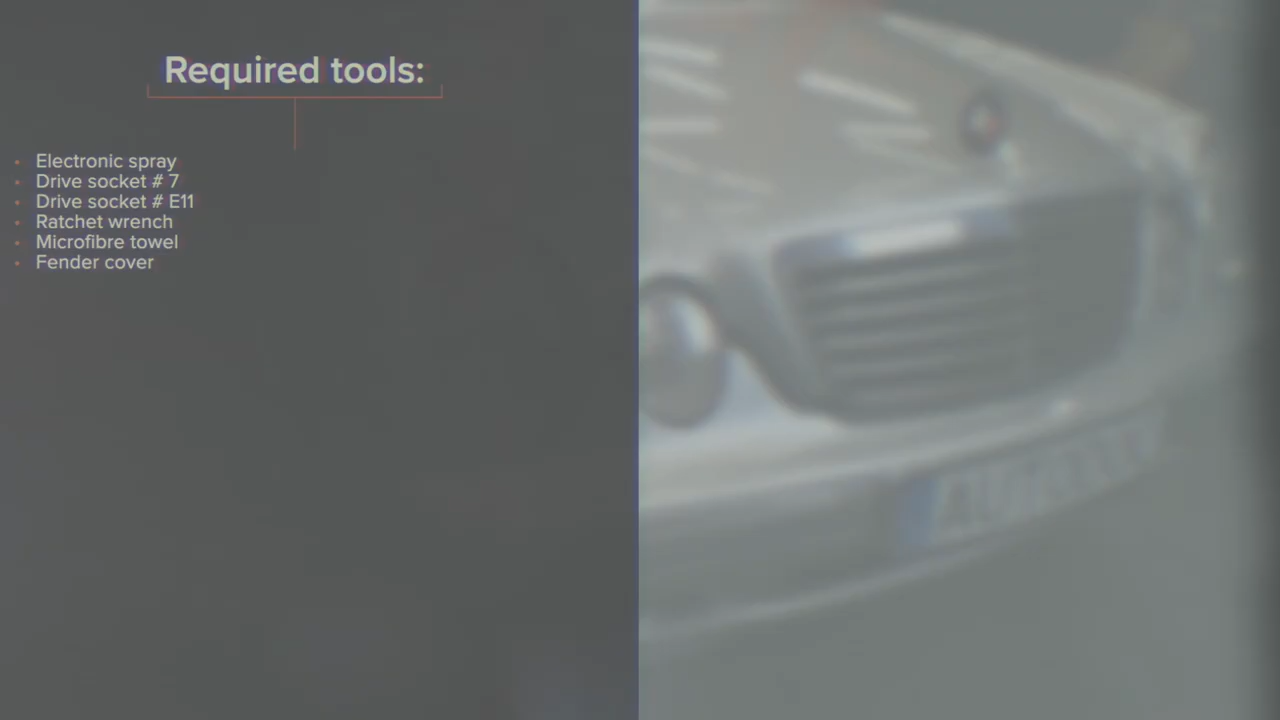 Required tools:
• Electronic spray
• Drive socket # 7
• Drive socket # E11
• Ratchet wrench
• Microfibre towel
• Fender cover